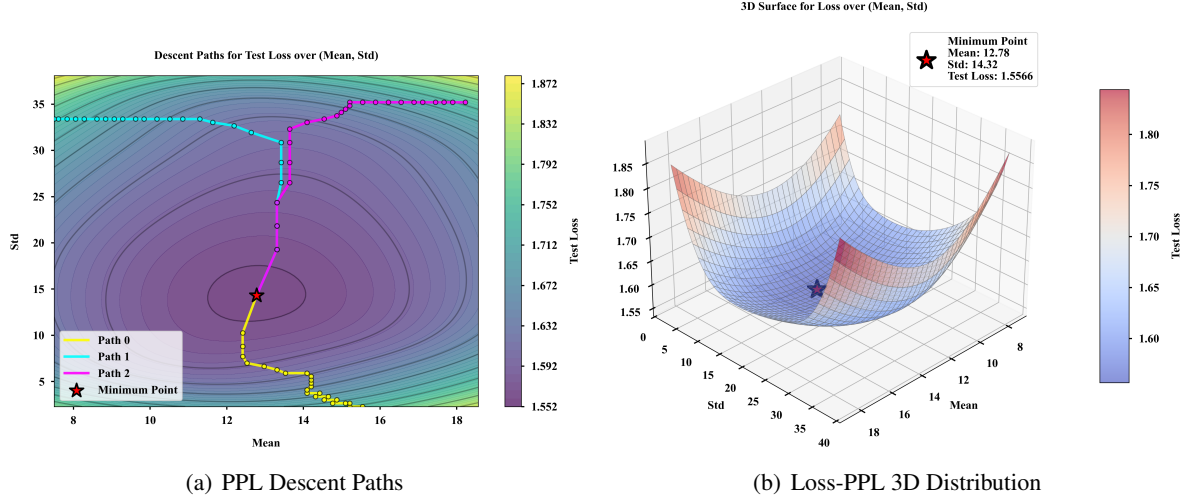 Descent Paths for Test Loss over (Mean, Std)
35
30
25
20
15
10
5
Std
8
10
12
14
16
18
Mean
Path 0
Path 1
Path 2
Minimum Point
1.872
1.832
1.792
1.752
1.712
1.672
1.632
1.592
1.552
Test Loss
(a) PPL Descent Paths
3D Surface for Loss over (Mean, Std)
Minimum Point
Mean: 12.78
Std: 14.32
Test Loss: 1.5566
1.85
1.80
1.75
1.70
1.65
1.60
1.55
0
5
10
15
20
25
30
35
40
Std
8
10
12
14
16
18
Mean
1.80
1.75
1.70
1.65
1.60
Test Loss
(b) Loss-PPL 3D Distribution